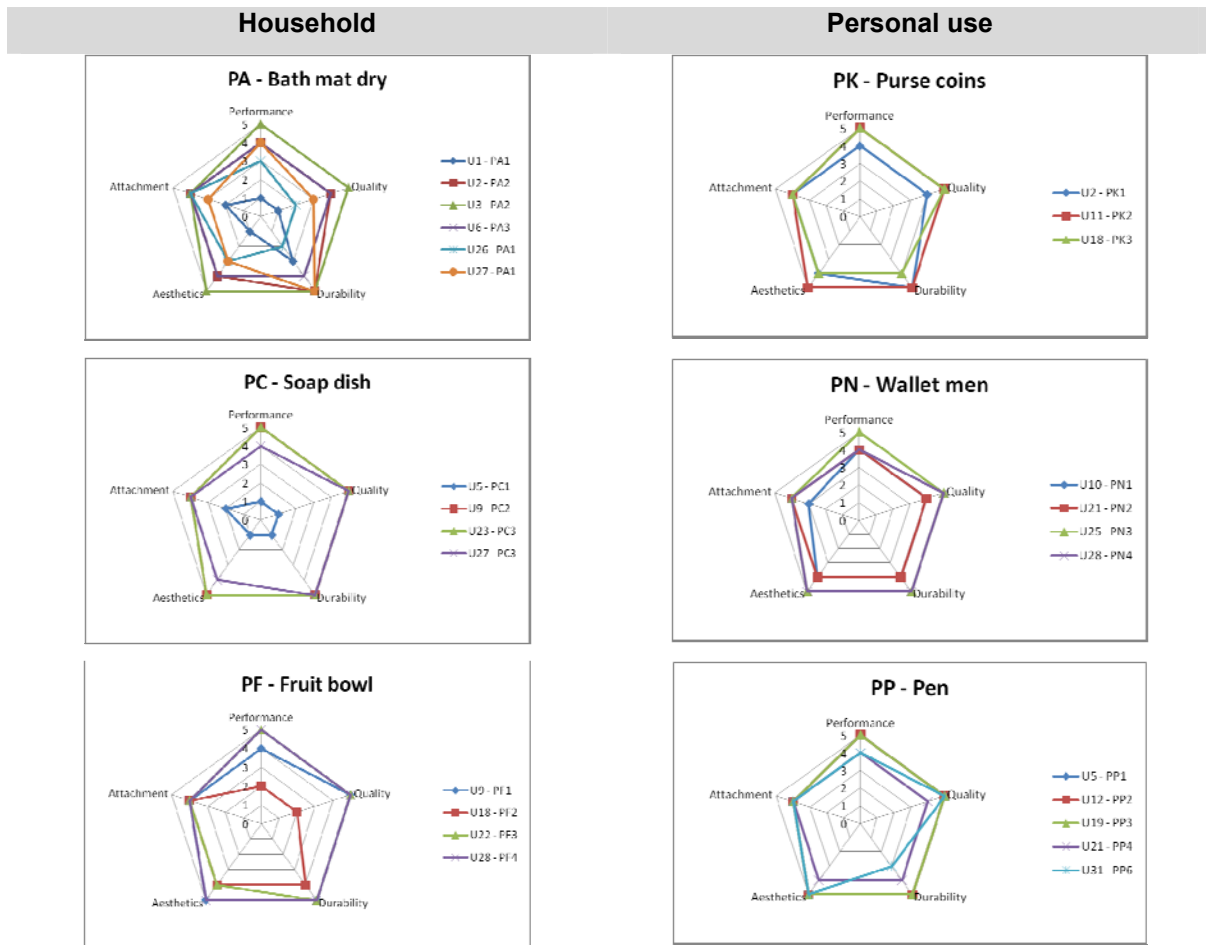 Household
Personal use
PA - Bath mat dry
Performance
5
4
3
2
1
0
Quality
Durability
Aesthetics
Attachment
U1 - PA1
U2 - PA2
U3 - PA2
U6 - PA3
U26 - PA1
U27 - PA1
PK - Purse coins
Performance
5
4
3
2
1
0
Quality
Durability
Aesthetics
Attachment
U2 - PK1
U11 - PK2
U18 - PK3
PC - Soap dish
Performance
5
4
3
2
1
0
Quality
Durability
Aesthetics
Attachment
U5 - PC1
U9 - PC2
U23 - PC3
U27 - PC3
PN - Wallet men
Performance
5
4
3
2
1
0
Quality
Durability
Aesthetics
Attachment
U10 - PN1
U21 - PN2
U25 - PN3
U28 - PN4
PF - Fruit bowl
Performance
5
4
3
2
1
0
Quality
Durability
Aesthetics
Attachment
U9 - PF1
U18 - PF2
U22 - PF3
U28 - PF4
PP - Pen
Performance
5
4
3
2
1
0
Quality
Durability
Aesthetics
Attachment
U5 - PP1
U12 - PP2
U19 - PP3
U21 - PP4
U31 - PP6